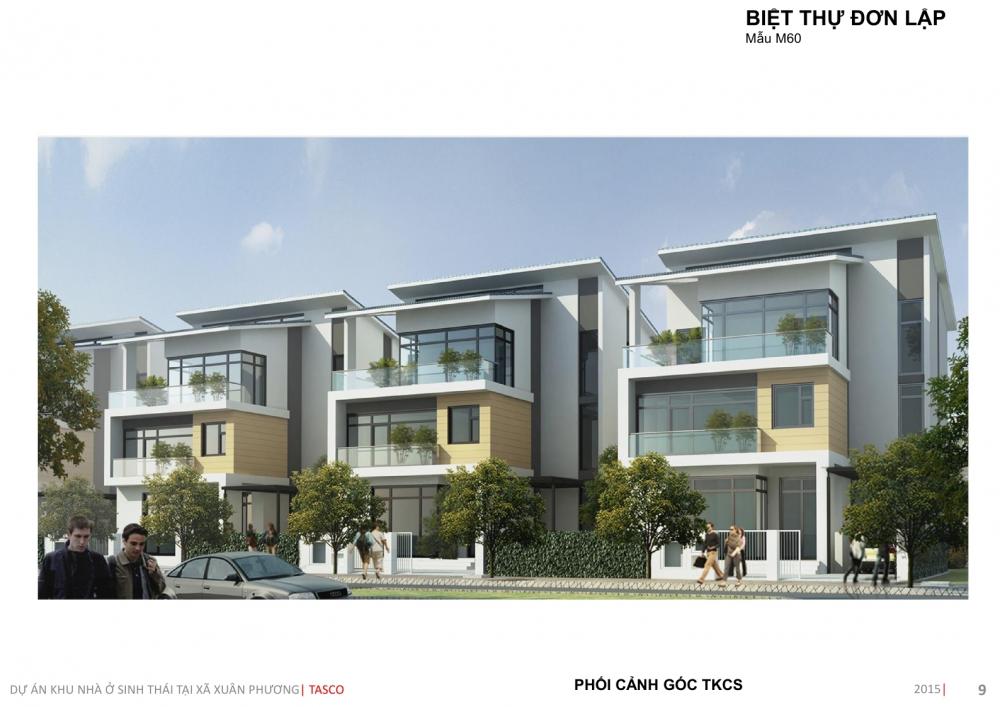 BIỆT THỰ ĐƠN LẬP
Mẫu M60
DỰ ÁN KHU NHÀ Ở SINH THÁI TẠI XÃ XUÂN PHƯƠNG| TASCO
PHỐI CẢNH GÓC TKCS
2015| 9